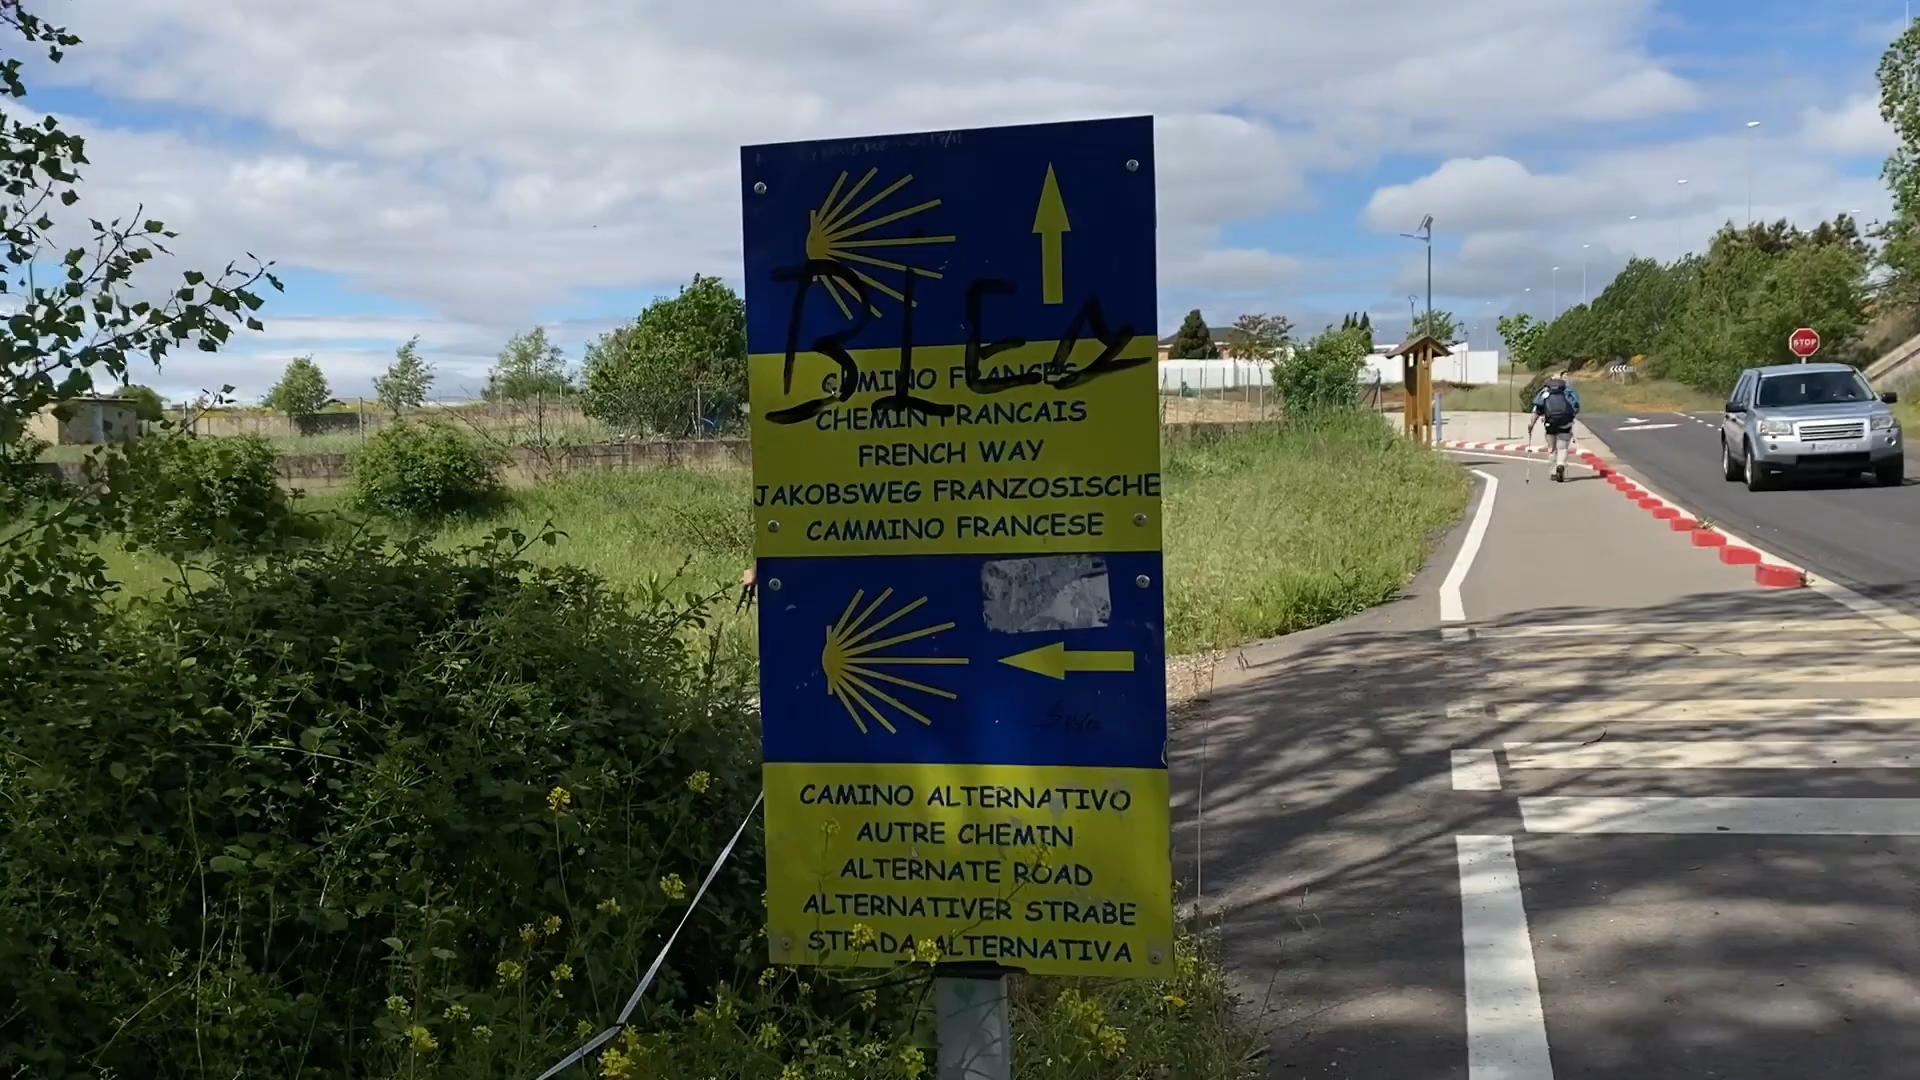 BIEN
CAMINO FRANCES
CHEMIN FRANCAIS
FRENCH WAY
JAKOBSWEG FRANZOSISCHE
CAMMINO FRANCESE
CAMINO ALTERNATIVO
AUTRE CHEMIN
ALTERNATE ROAD
ALTERNATIVER STRABE
STRADA ALTERNATIVA
STOP